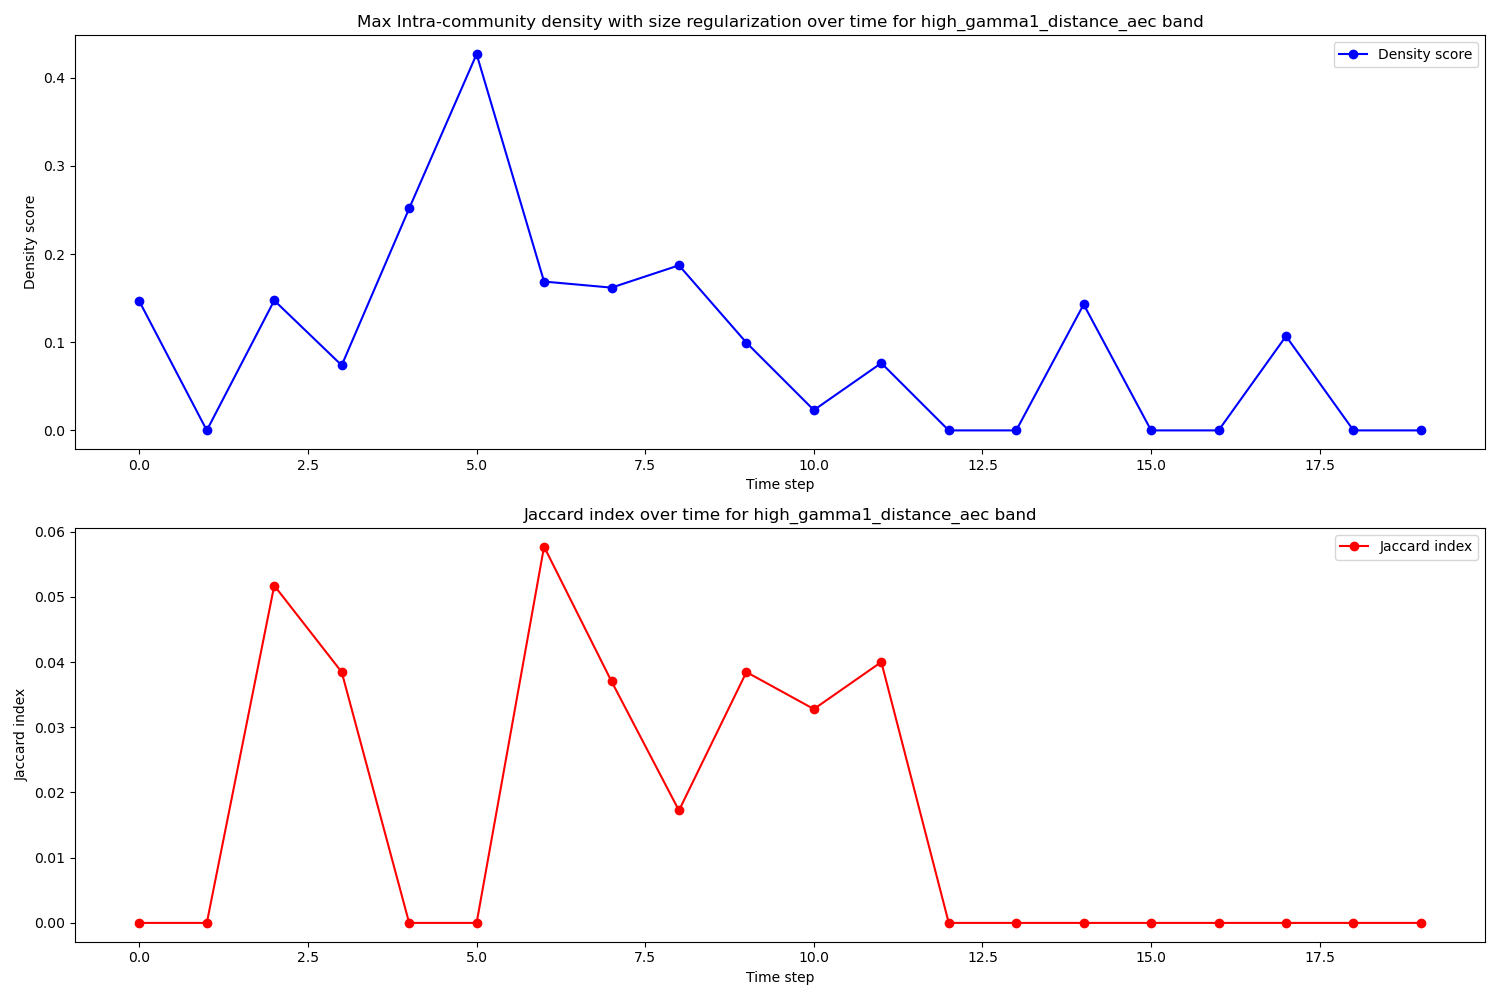 Max Intra-community density with size regularization over time for high_gamma1_distance_aec band
Density score
0.4
0.3
0.2
0.1
0.0
Density score
0.0 2.5 5.0 7.5 10.0 12.5 15.0 17.5
Time step
Jaccard index over time for high_gamma1_distance_aec band
Jaccard index
0.06
0.05
0.04
0.03
0.02
0.01
0.00
Jaccard index
0.0 2.5 5.0 7.5 10.0 12.5 15.0 17.5
Time step